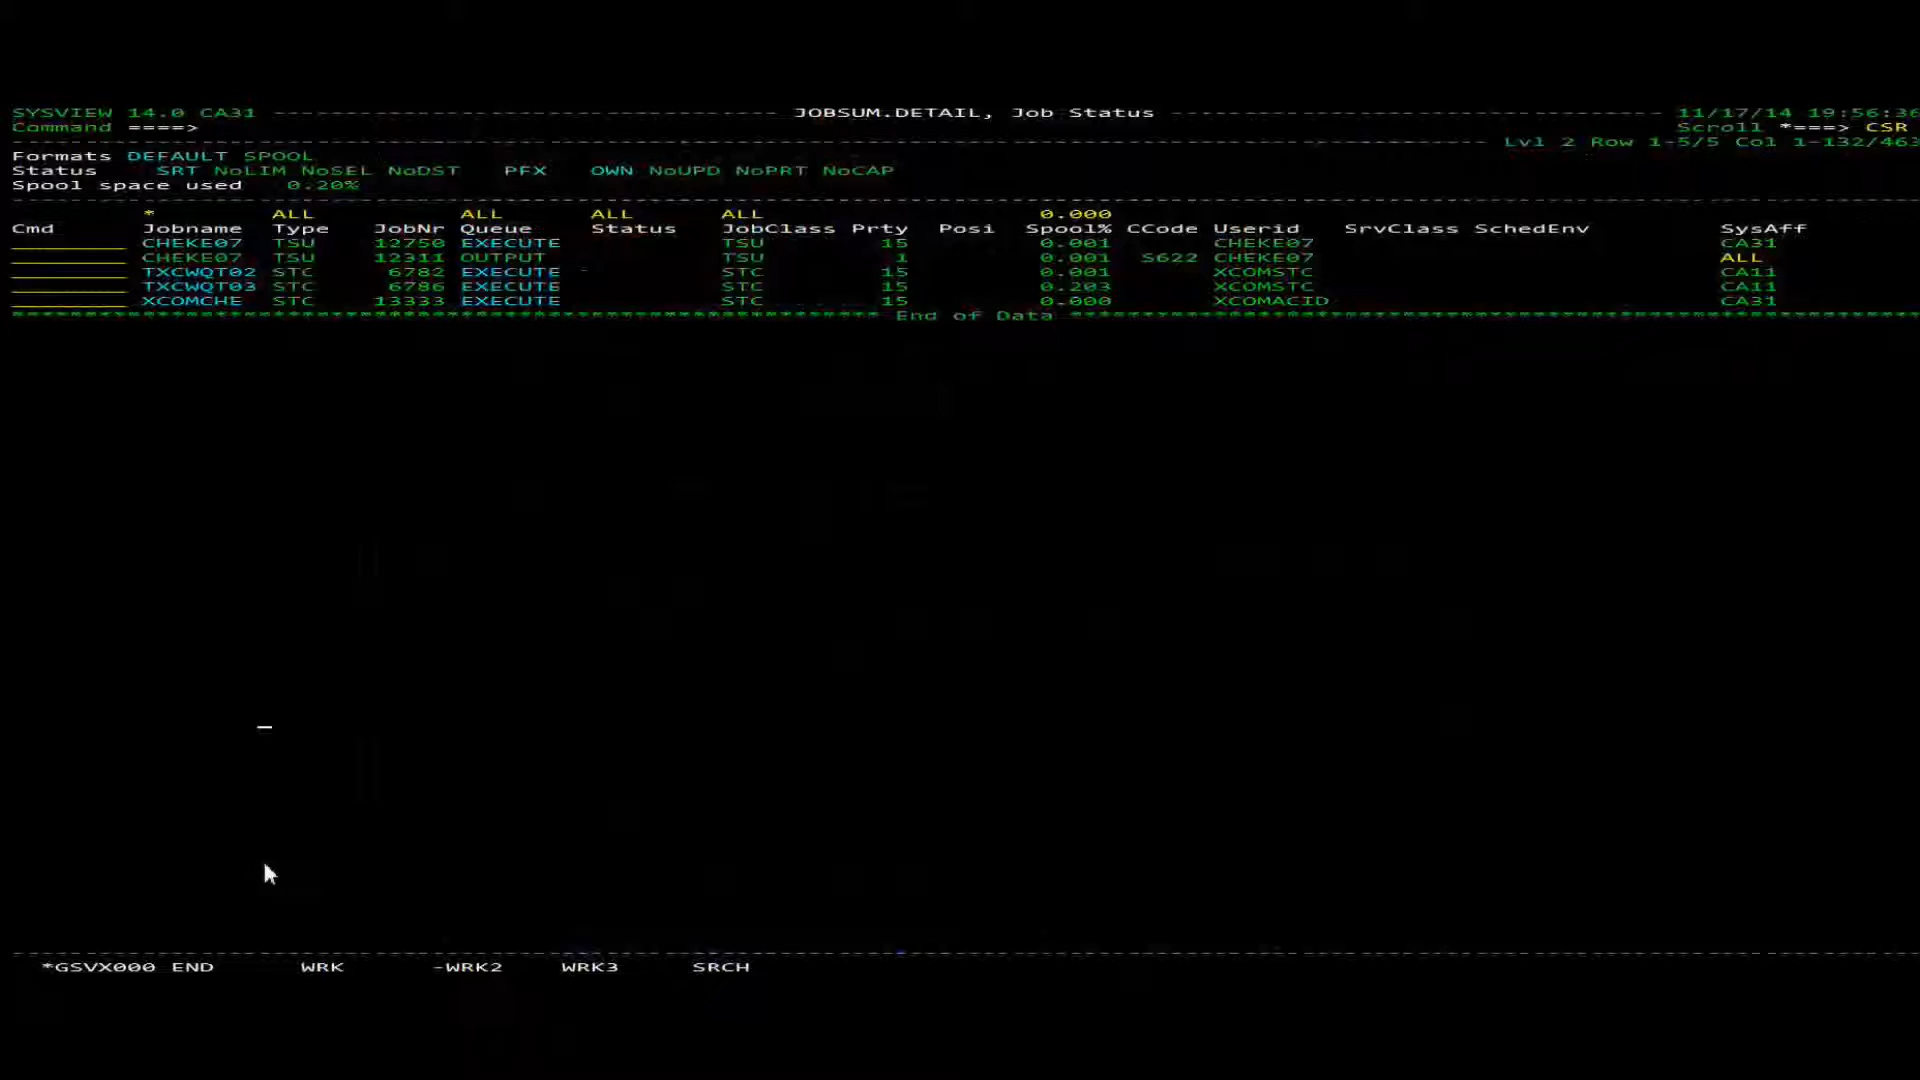 SYSVIEW 14.0 CA31 ---------- JOBSUM.DETAIL, Job Status ---------- 11/17/14 19:56:36
Command ====> Scroll *===> CSR
Lvl 2 Row 1-5/5 Col 1-132/463
Formats DEFAULT SPOOL
Status SRT NoLIM NoSEL NoDST PFX OWN NoUPD NoPRT NoCAP
Spool space used 0.20%
* ALL ALL ALL ALL 0.000
Cmd Jobname Type JobNr Queue Status JobClass Prty Posi Spool% CCode Userid SrvClass SchedEnv SysAff
CHEKE07 TSU 12750 EXECUTE TSU 15 0.001 CHEKE07 CA31
CHEKE07 TSU 12311 OUTPUT TSU 1 0.001 S622 CHEKE07 ALL
TXCWQT02 STC 6782 EXECUTE STC 15 0.001 XCOMSTC CA11
TXCWQT03 STC 6786 EXECUTE STC 15 0.203 XCOMSTC CA11
XCOMCHE STC 13333 EXECUTE STC 15 0.000 XCOMACID CA31
********** End of Data **********
*GSVX000 END WRK -WRK2 WRK3 SRCH